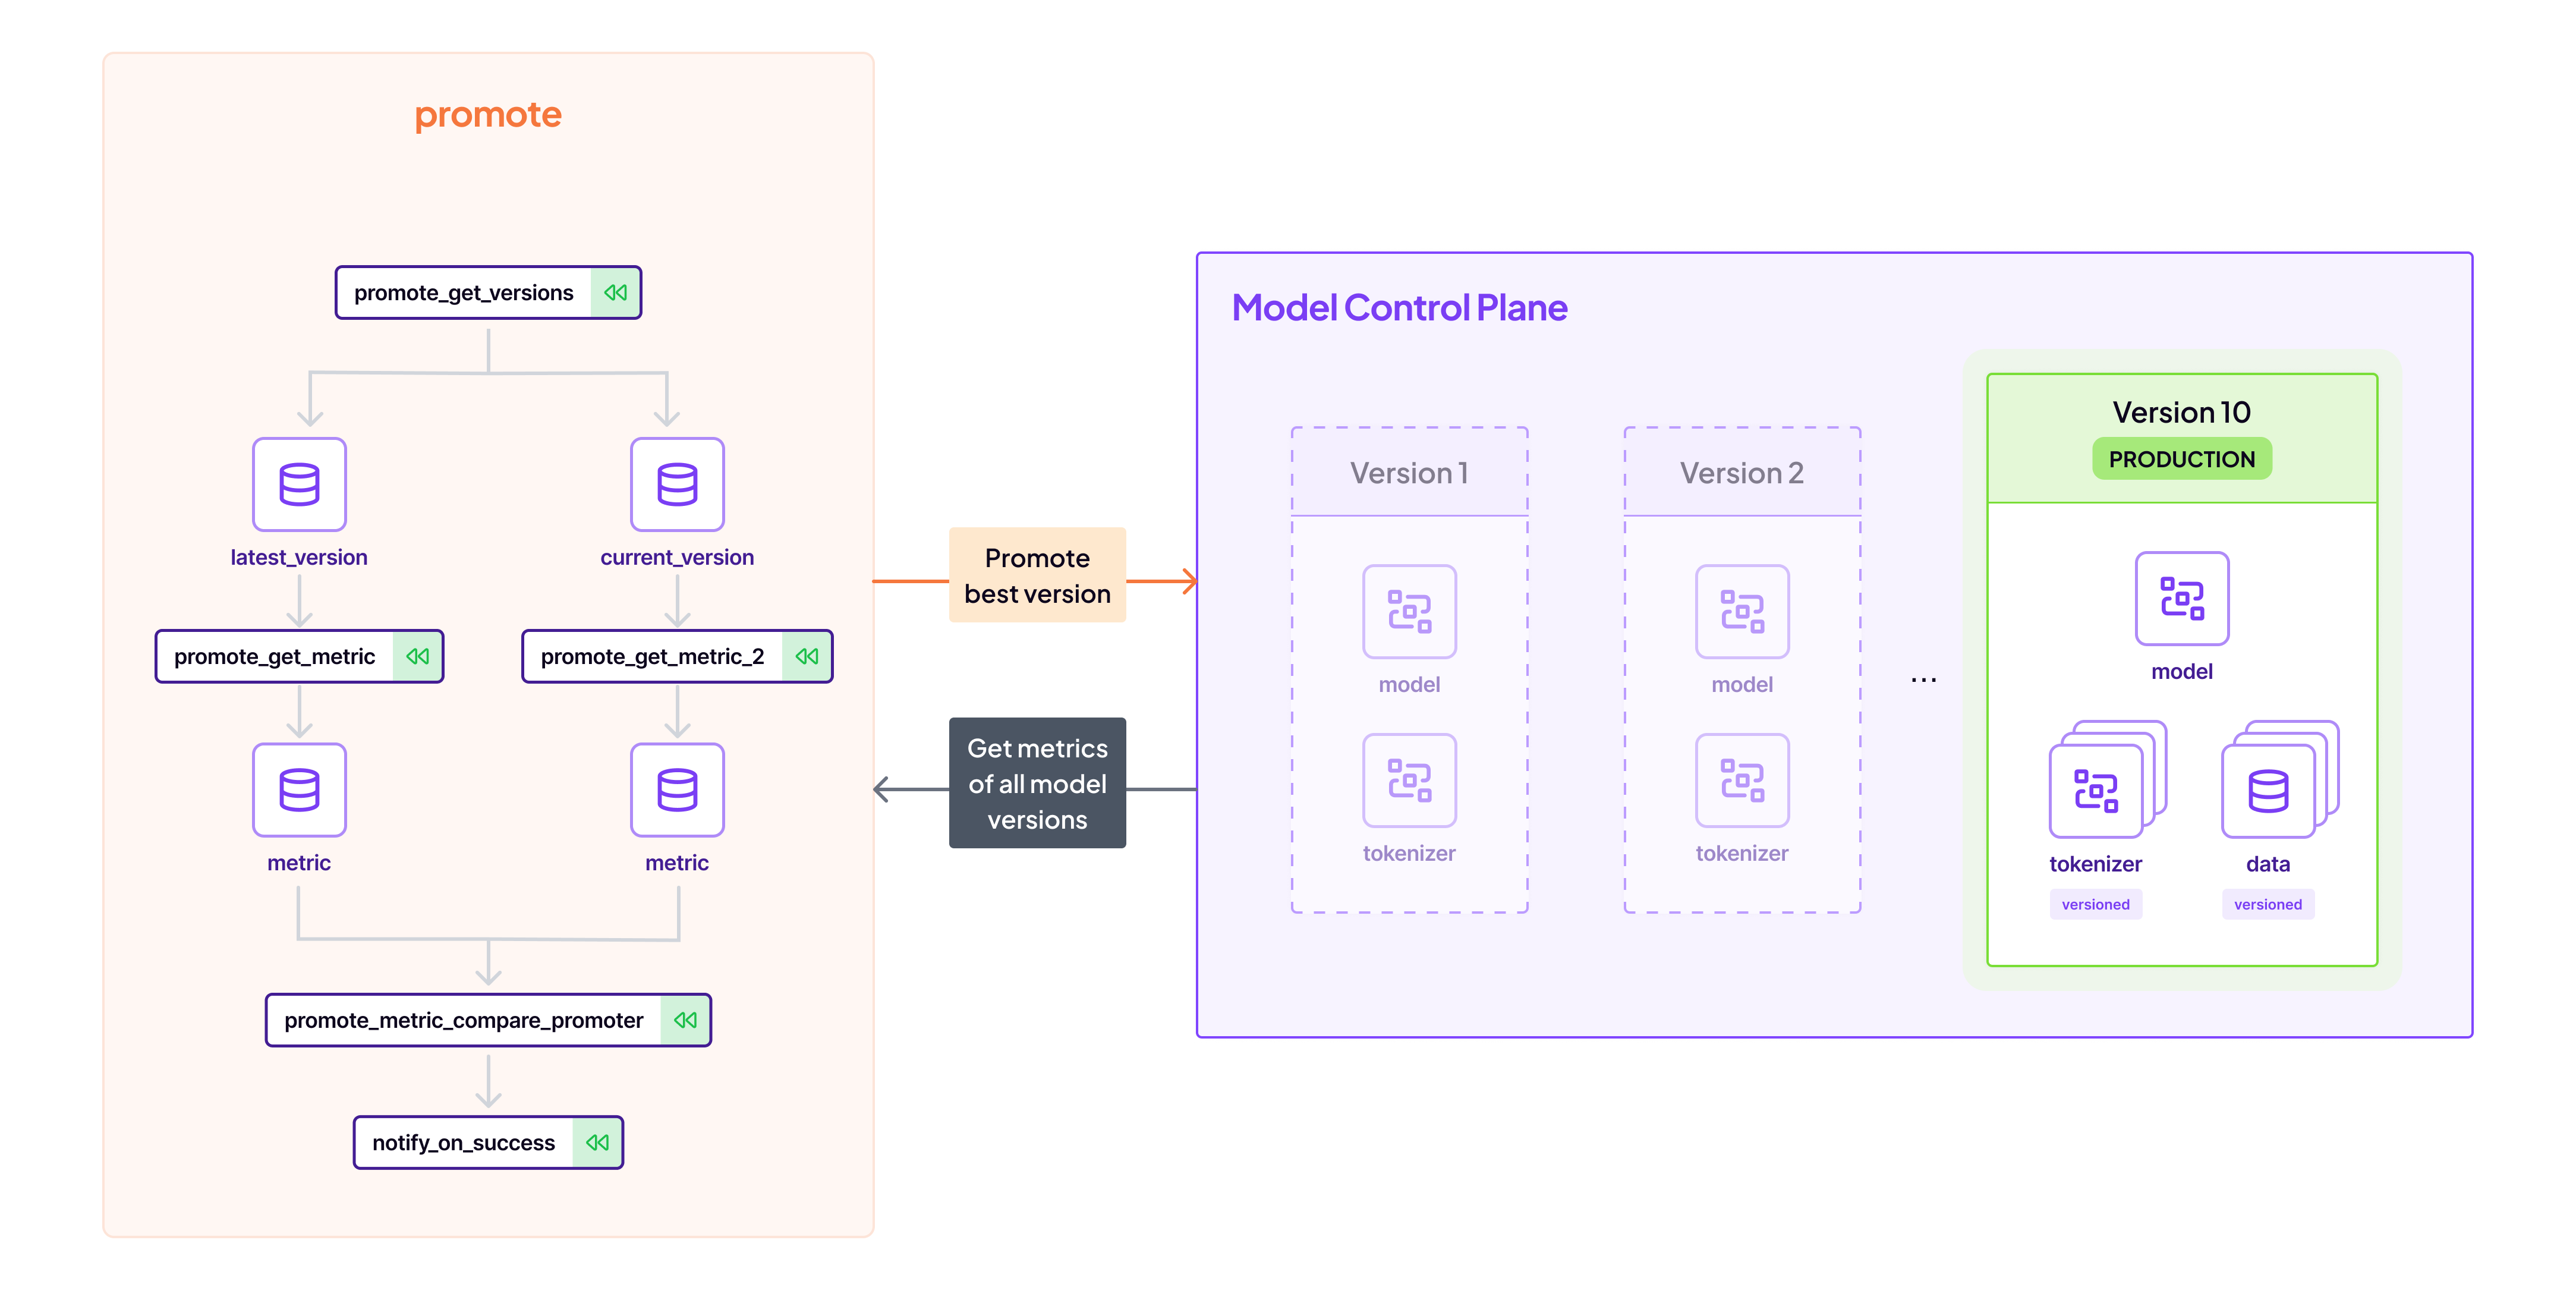 promote
promote_get_versions
latest_version
current_version
promote_get_metric
promote_get_metric_2
metric
metric
promote_metric_compare_promoter
notify_on_success
Promote
best version
Get metrics
of all model
versions
Model Control Plane
Version 1
model
tokenizer
Version 2
model
tokenizer
...
Version 10
PRODUCTION
model
tokenizer
versioned
data
versioned